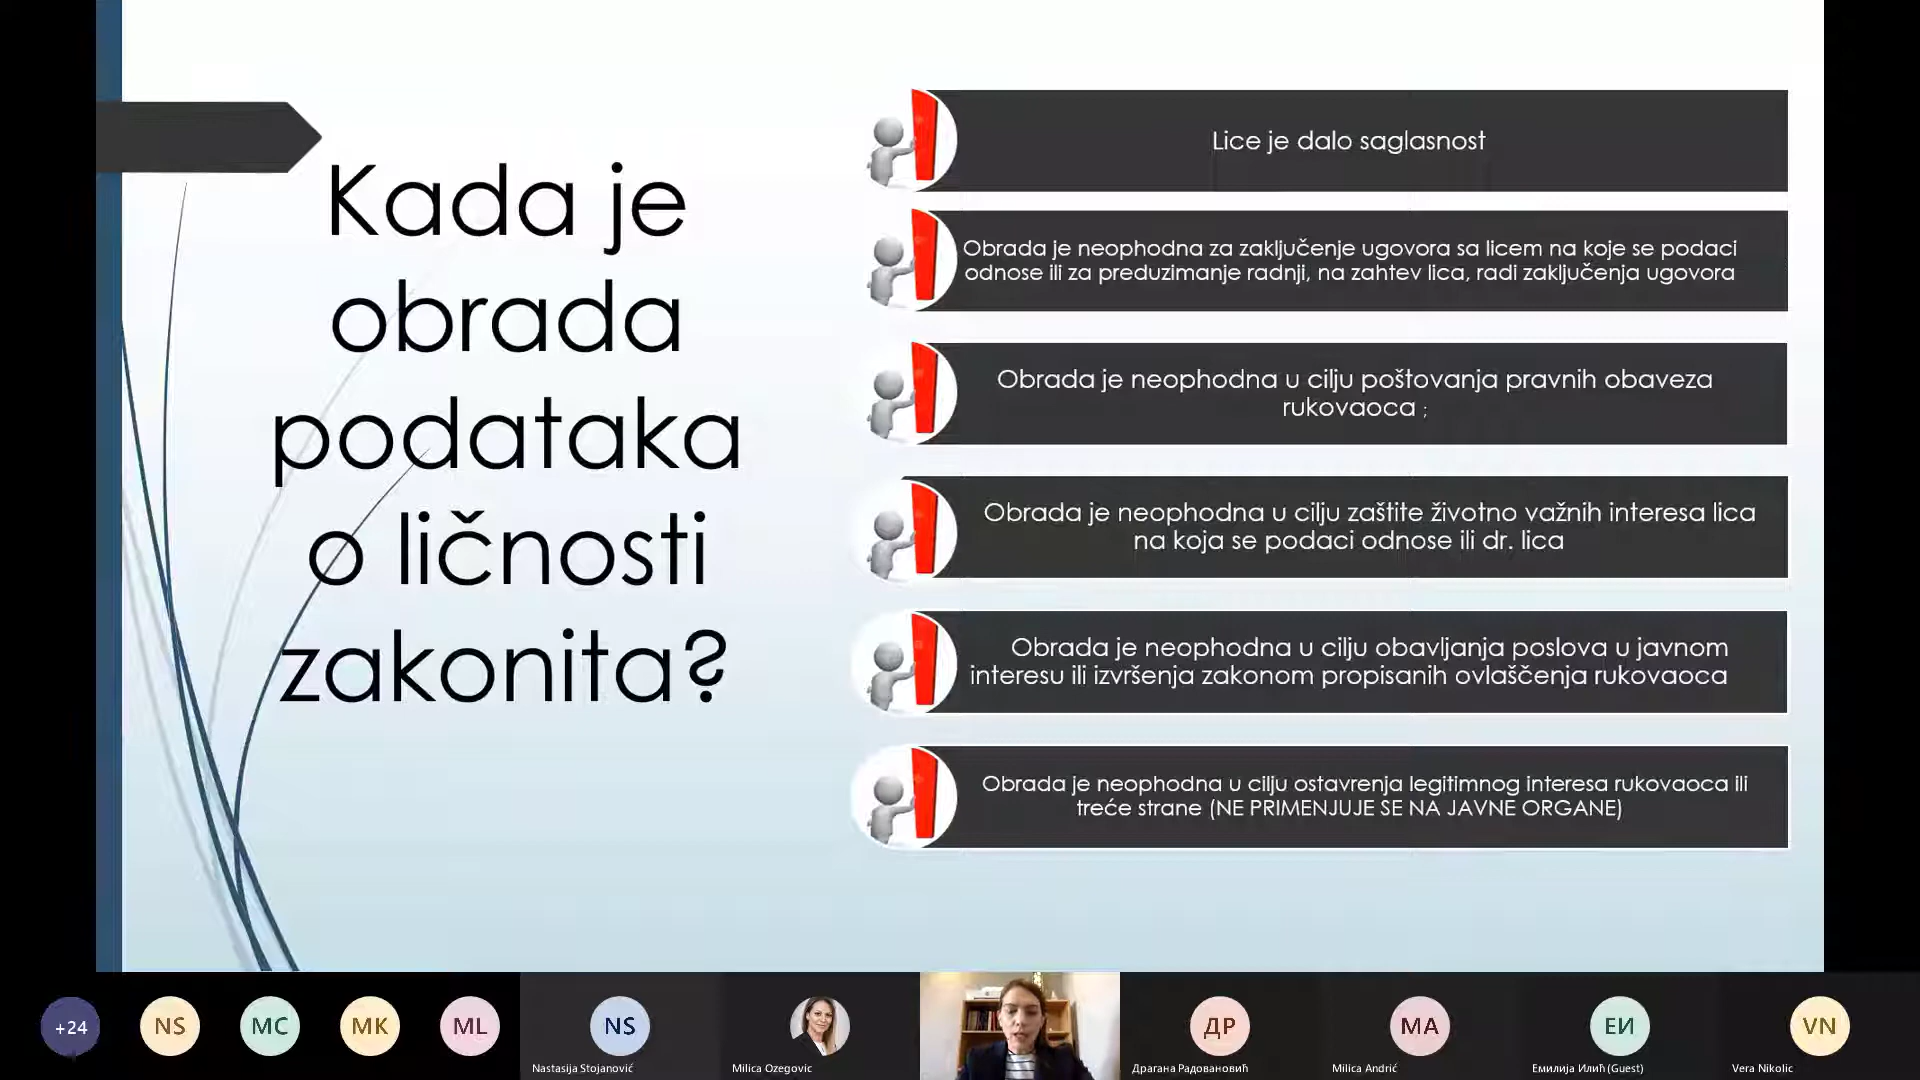 Kada je
obrada
podataka
o ličnosti
zakonita?
Lice je dalo saglasnost
Obrada je neophodna za zaključenje ugovora sa licem na koje se podaci
odnose ili za preduzimanje radnji, na zahtev lica, radi zaključenja ugovora
Obrada je neophodna u cilju poštovanja pravnih obaveza
rukovaoca ;
Obrada je neophodna u cilju zaštite životno važnih interesa lica
na koja se podaci odnose ili dr. lica
Obrada je neophodna u cilju obavljanja poslova u javnom
interesu ili izvršenja zakonom propisanih ovlaščenja rukovaoca
Obrada je neophodna u cilju ostavrenja legitimnog interesa rukovaoca ili
treće strane (NE PRIMENJUJE SE NA JAVNE ORGANE)
+24
NS
MC
MK
ML
NS
Nastasija Stojanović
Milica Ozegovic
ДР
Драгана Радовановић
MA
Milica Andrić
ЕИ
Емилија Илић (Guest)
VN
Vera Nikolic